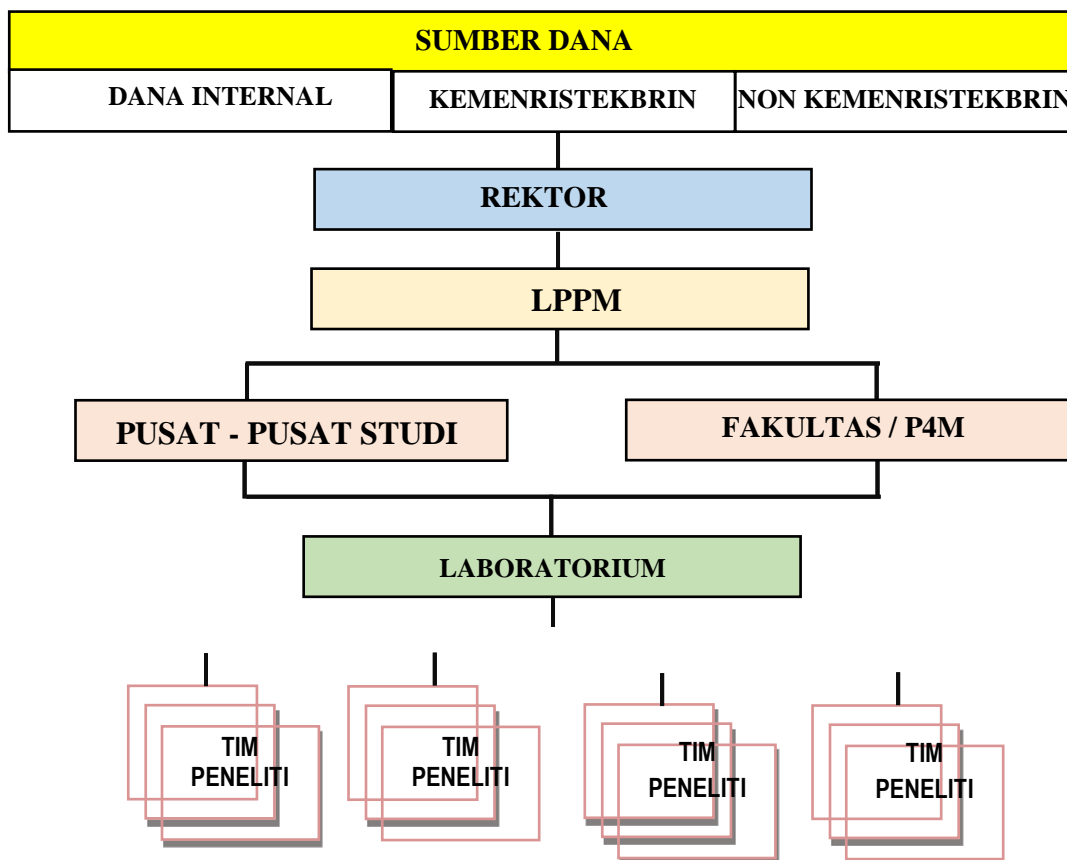 SUMBER DANA
DANA INTERNAL
KEMENRISTEKBRIN
NON KEMENRISTEKBRIN
REKTOR
LPPM
PUSAT - PUSAT STUDI
FAKULTAS / P4M
LABORATORIUM
TIM
PENELITI
TIM
PENELITI
TIM
PENELITI
TIM
PENELITI